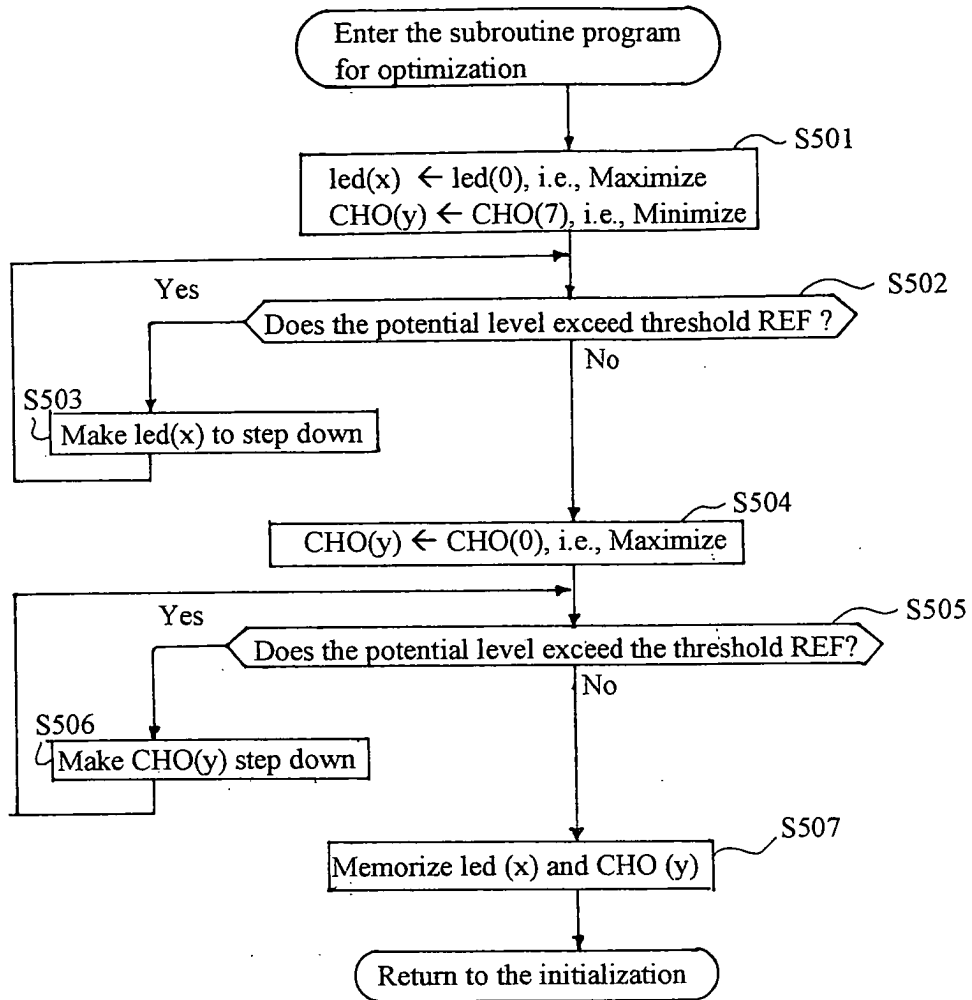 Enter the subroutine program
for optimization
S501
led(x) ← led(0), i.e., Maximize
CHO(y) ← CHO(7), i.e., Minimize
Yes
S502
Does the potential level exceed threshold REF ?
No
S503
Make led(x) to step down
S504
CHO(y) ← CHO(0), i.e., Maximize
Yes
S505
Does the potential level exceed the threshold REF?
No
S506
Make CHO(y) step down
S507
Memorize led (x) and CHO (y)
Return to the initialization